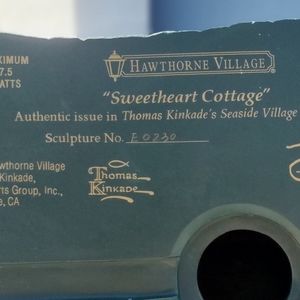 XIMUM
7.5
ATTS
HAWTHORNE VILLAGE
"Sweetheart Cottage"
Authentic issue in Thomas Kinkade's Seaside Village
Sculpture No. E0230
wthorne Village
Kinkade,
rts Group, Inc.,
e, CA
Thomas
Kinkade